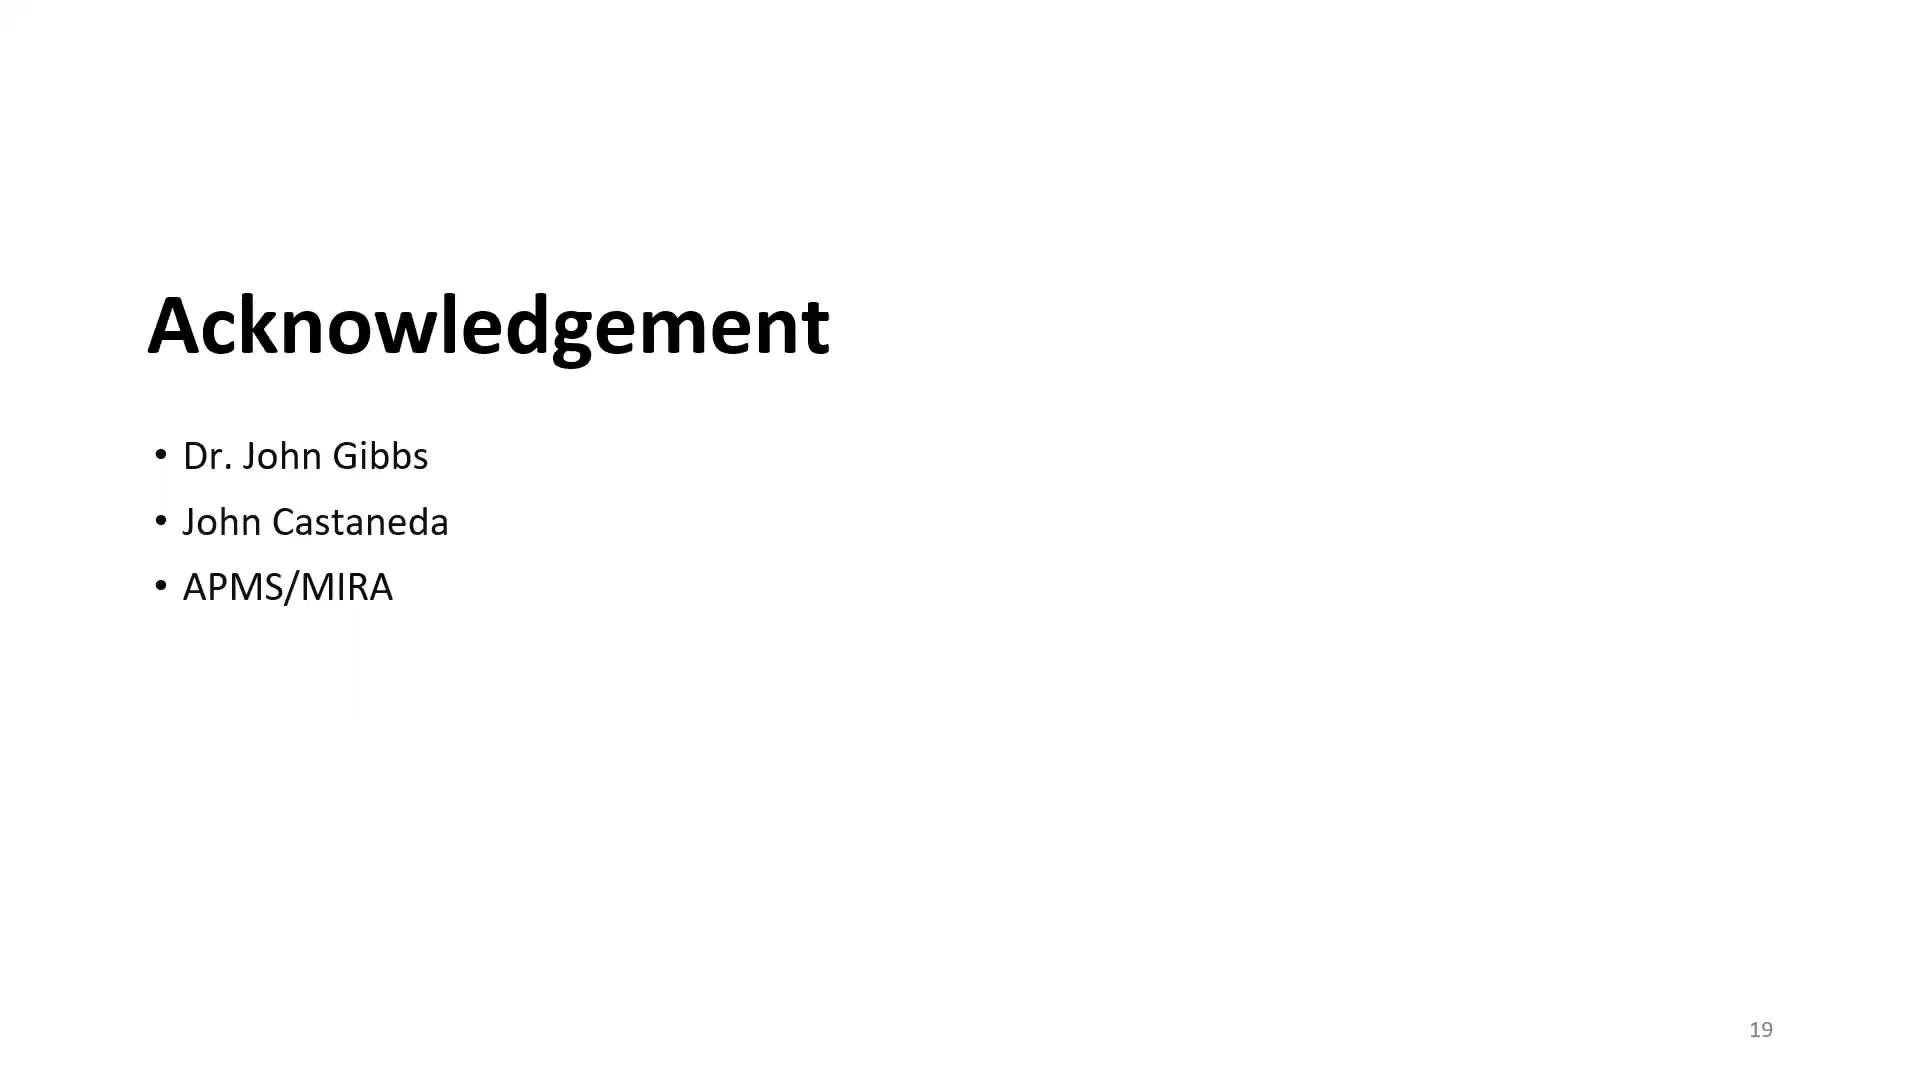 Acknowledgement
• Dr. John Gibbs
• John Castaneda
• APMS/MIRA
19